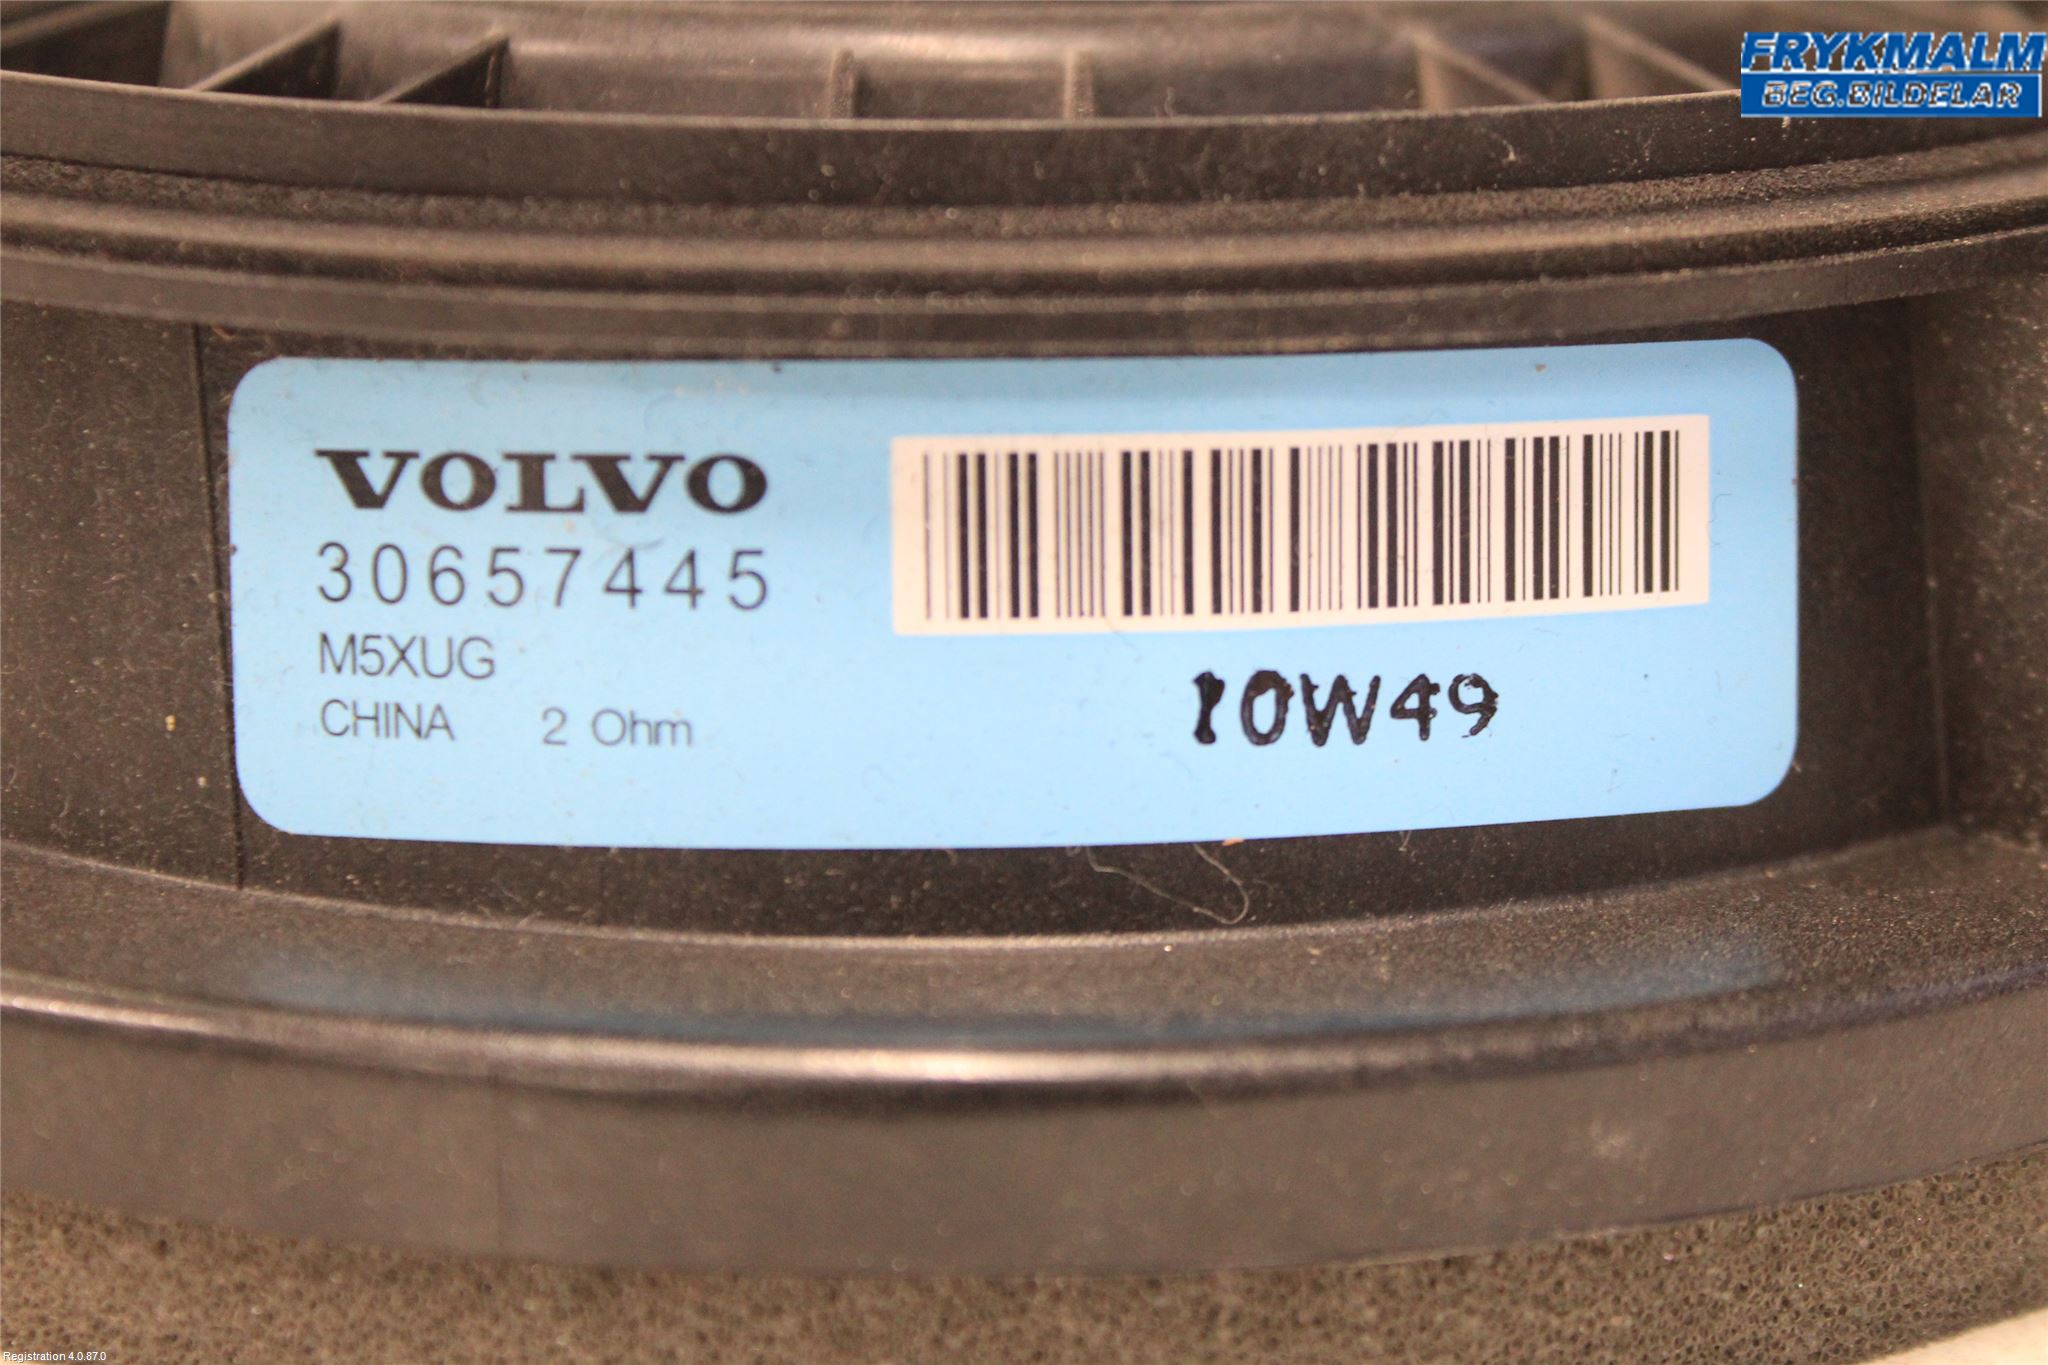 FRYKMALM
BEG.BILDELAR
VOLVO
30657445
M5XUG
CHINA 2 Ohm
10W49
Registration 4.0.87.0